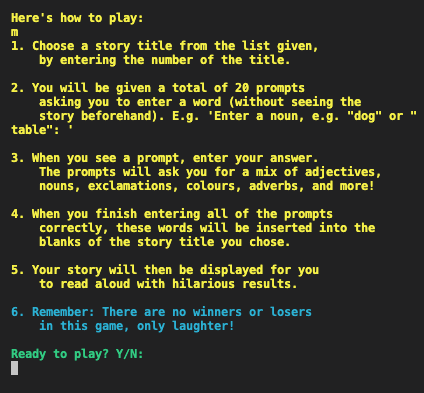 Here's how to play:
m
1. Choose a story title from the list given,
    by entering the number of the title.

2. You will be given a total of 20 prompts
    asking you to enter a word (without seeing the
    story beforehand). E.g. 'Enter a noun, e.g. "dog" or "
table": '

3. When you see a prompt, enter your answer.
    The prompts will ask you for a mix of adjectives,
    nouns, exclamations, colours, adverbs, and more!

4. When you finish entering all of the prompts
    correctly, these words will be inserted into the
    blanks of the story title you chose.

5. Your story will then be displayed for you
    to read aloud with hilarious results.

6. Remember: There are no winners or losers
    in this game, only laughter!

Ready to play? Y/N: